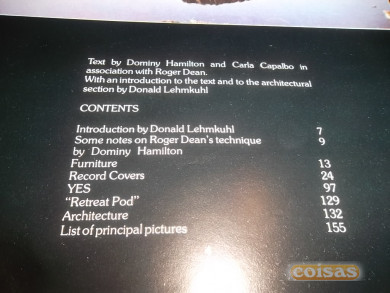 Text by Dominy Hamilton and Carla Capalbo in
association with Roger Dean.
With an introduction to the text and to the architectural
section by Donald Lehmkuhl
CONTENTS
Introduction by Donald Lehmkuhl 7
Some notes on Roger Dean's technique 9
by Dominy Hamilton
Furniture 13
Record Covers 24
YES 97
"Retreat Pod" 129
Architecture 132
List of principal pictures 155
coisas